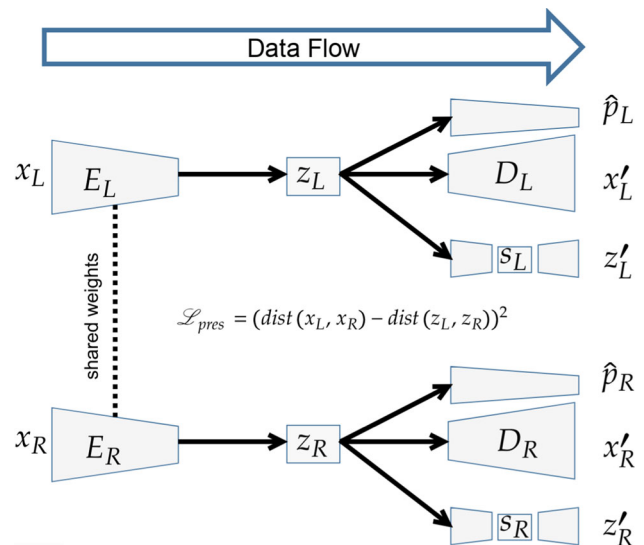 Data Flow
p̂_L
x_L E_L z_L D_L x′_L
s_L z′_L
shared weights
ℒ_pres = (dist(x_L, x_R) − dist(z_L, z_R))²
p̂_R
x_R E_R z_R D_R x′_R
s_R z′_R